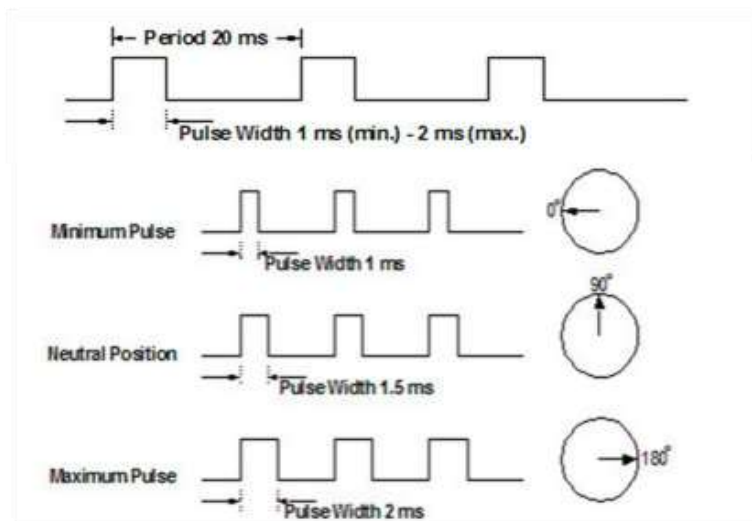 Period 20 ms
Pulse Width 1 ms (min.) - 2 ms (max.)
Minimum Pulse
0°
Pulse Width 1 ms
90°
Neutral Position
Pulse Width 1.5 ms
Maximum Pulse
180°
Pulse Width 2 ms